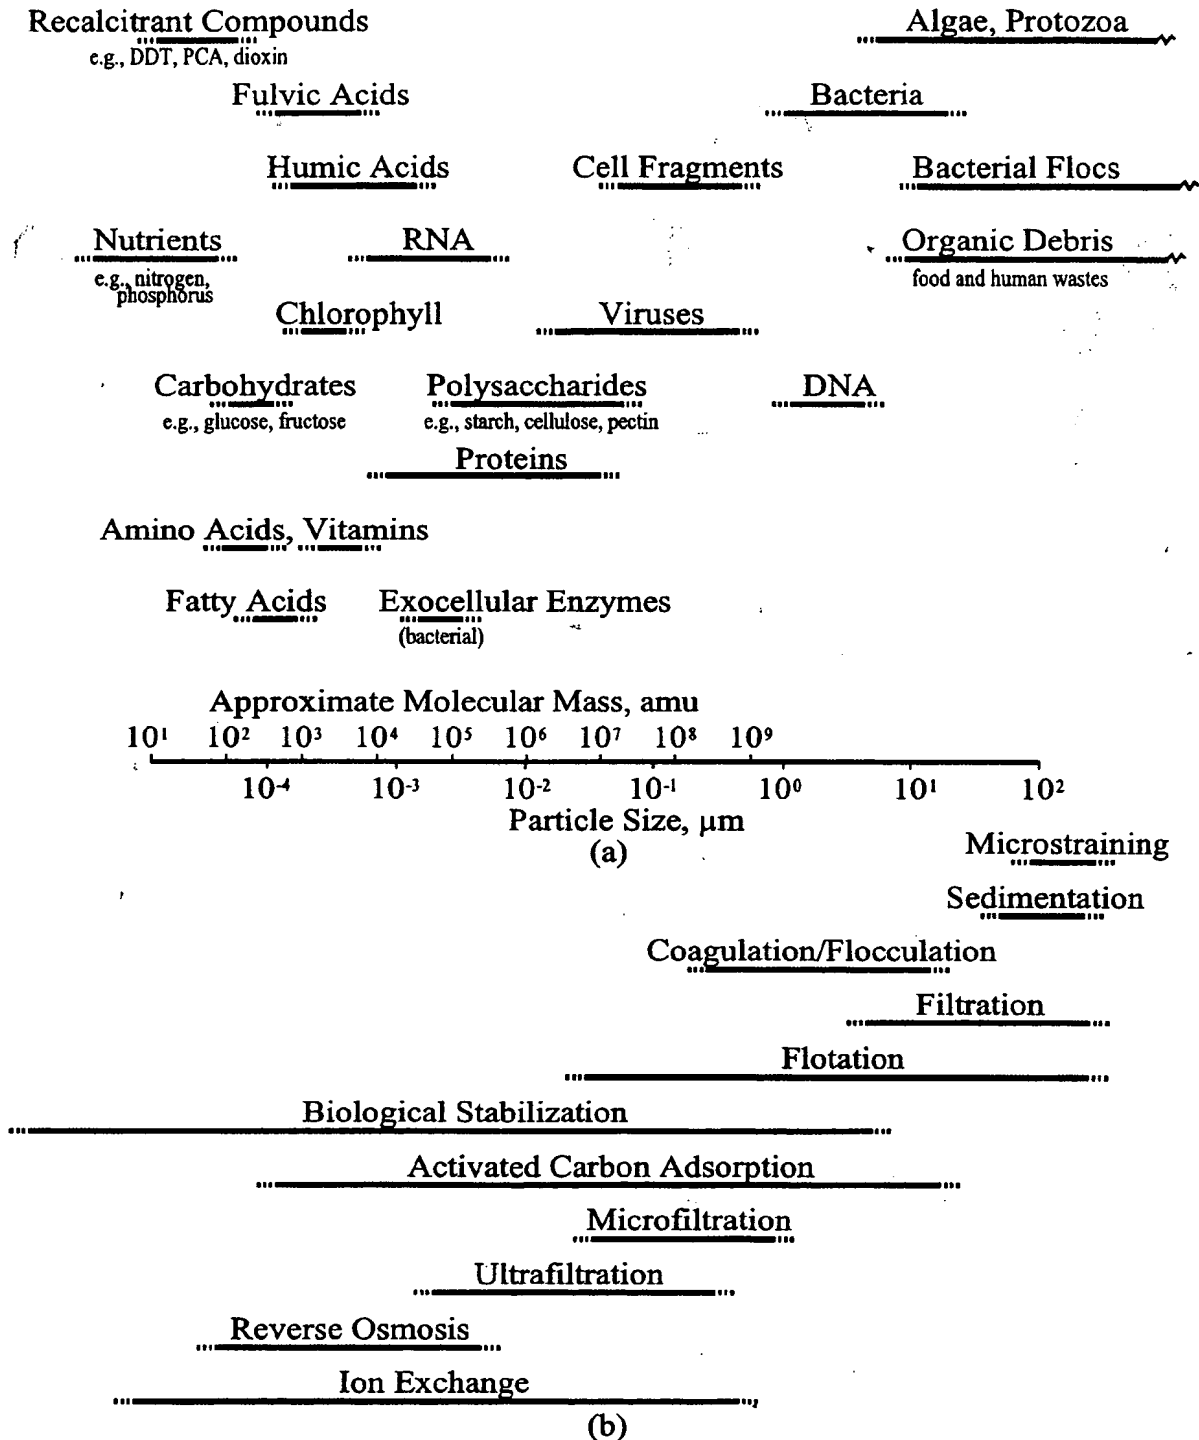 Recalcitrant Compounds
Algae, Protozoa
e.g., DDT, PCA, dioxin
Fulvic Acids
Bacteria
Humic Acids
Cell Fragments
Bacterial Flocs
Nutrients
RNA
Organic Debris
e.g., nitrogen,
phosphorus
food and human wastes
Chlorophyll
Viruses
Carbohydrates
Polysaccharides
DNA
e.g., glucose, fructose
e.g., starch, cellulose, pectin
Proteins
Amino Acids, Vitamins
Fatty Acids
Exocellular Enzymes
(bacterial)
Approximate Molecular Mass, amu
10¹ 10² 10³ 10⁴ 10⁵ 10⁶ 10⁷ 10⁸ 10⁹
10⁻⁴ 10⁻³ 10⁻² 10⁻¹ 10⁰ 10¹ 10²
Particle Size, µm
(a)
Microstraining
Sedimentation
Coagulation/Flocculation
Filtration
Flotation
Biological Stabilization
Activated Carbon Adsorption
Microfiltration
Ultrafiltration
Reverse Osmosis
Ion Exchange
(b)